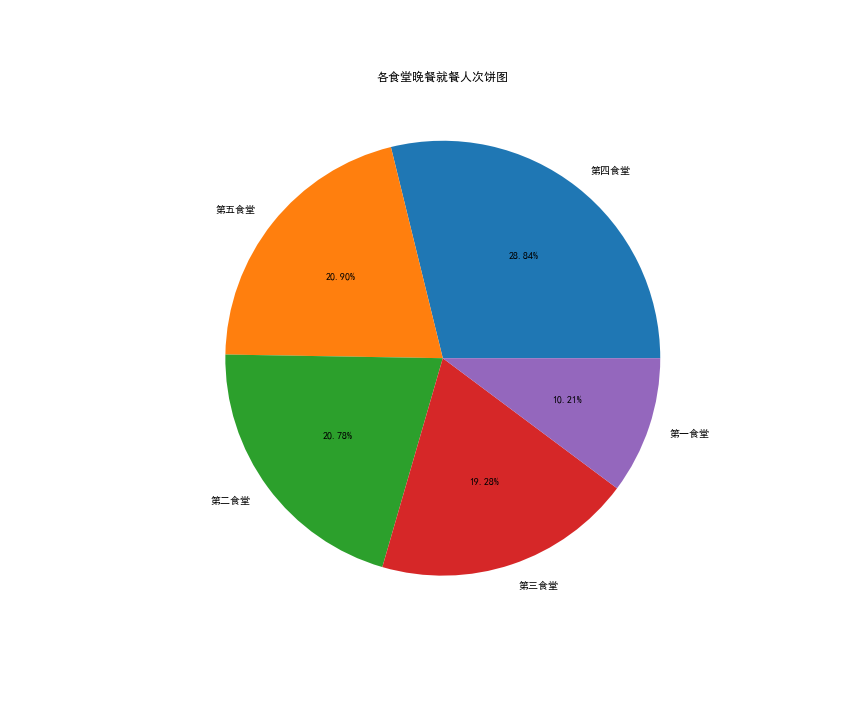 各食堂晚餐就餐人次饼图
第四食堂
28.84%
第五食堂
20.90%
第二食堂
20.78%
第三食堂
19.28%
第一食堂
10.21%